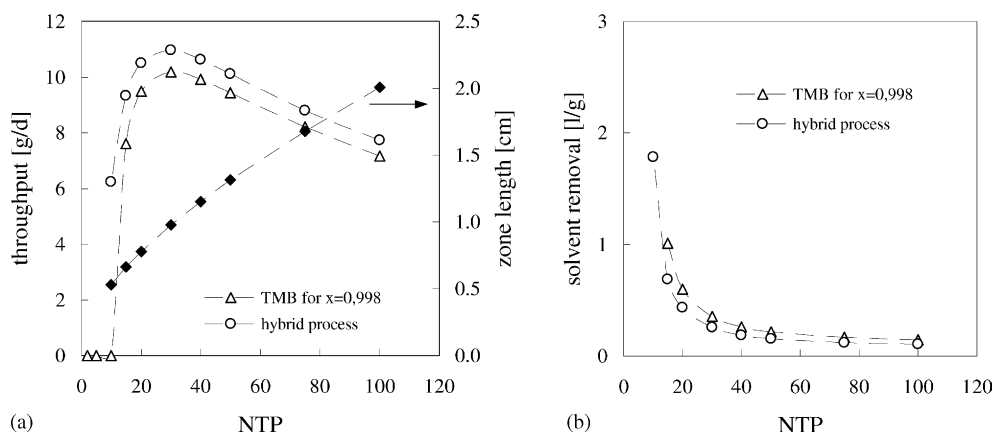 12
10
8
6
4
2
0
throughput [g/d]
2.5
2.0
1.5
1.0
0.5
0.0
zone length [cm]
TMB for x=0,998
hybrid process
0 20 40 60 80 100 120
(a) NTP
3
2
1
0
solvent removal [l/g]
TMB for x=0,998
hybrid process
0 20 40 60 80 100 120
(b) NTP